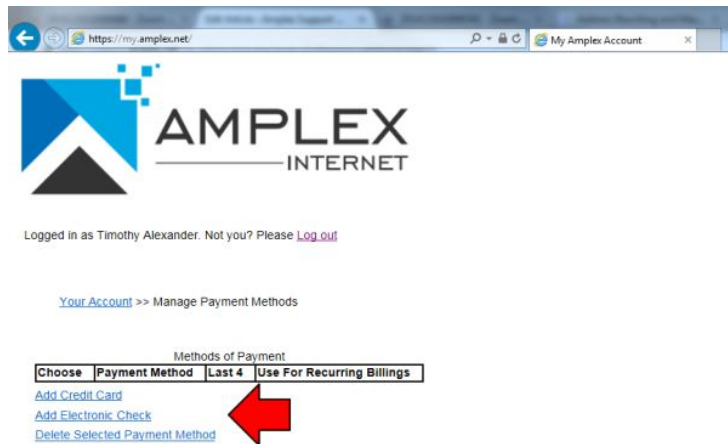 https://my.amplex.net/
My Amplex Account
AMPLEX
INTERNET
Logged in as Timothy Alexander. Not you? Please Log out
Your Account >> Manage Payment Methods
Methods of Payment
Choose Payment Method Last 4 Use For Recurring Billings
Add Credit Card
Add Electronic Check
Delete Selected Payment Method